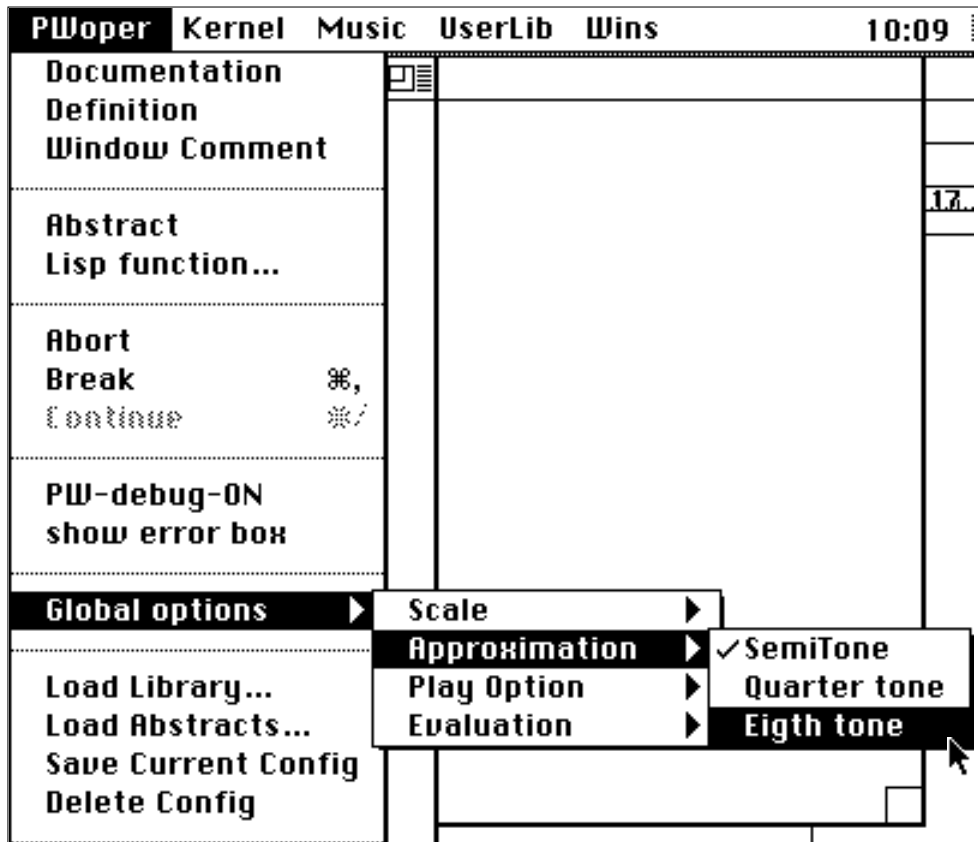 PWoper Kernel Music UserLib Wins 10:09
Documentation
Definition
Window Comment
17
Abstract
Lisp function...
Abort
Break ⌘,
Continue ⌘/
PW-debug-ON
show error box
Global options
Scale
Approximation
✓SemiTone
Play Option
Quarter tone
Evaluation
Eigth tone
Load Library...
Load Abstracts...
Save Current Config
Delete Config